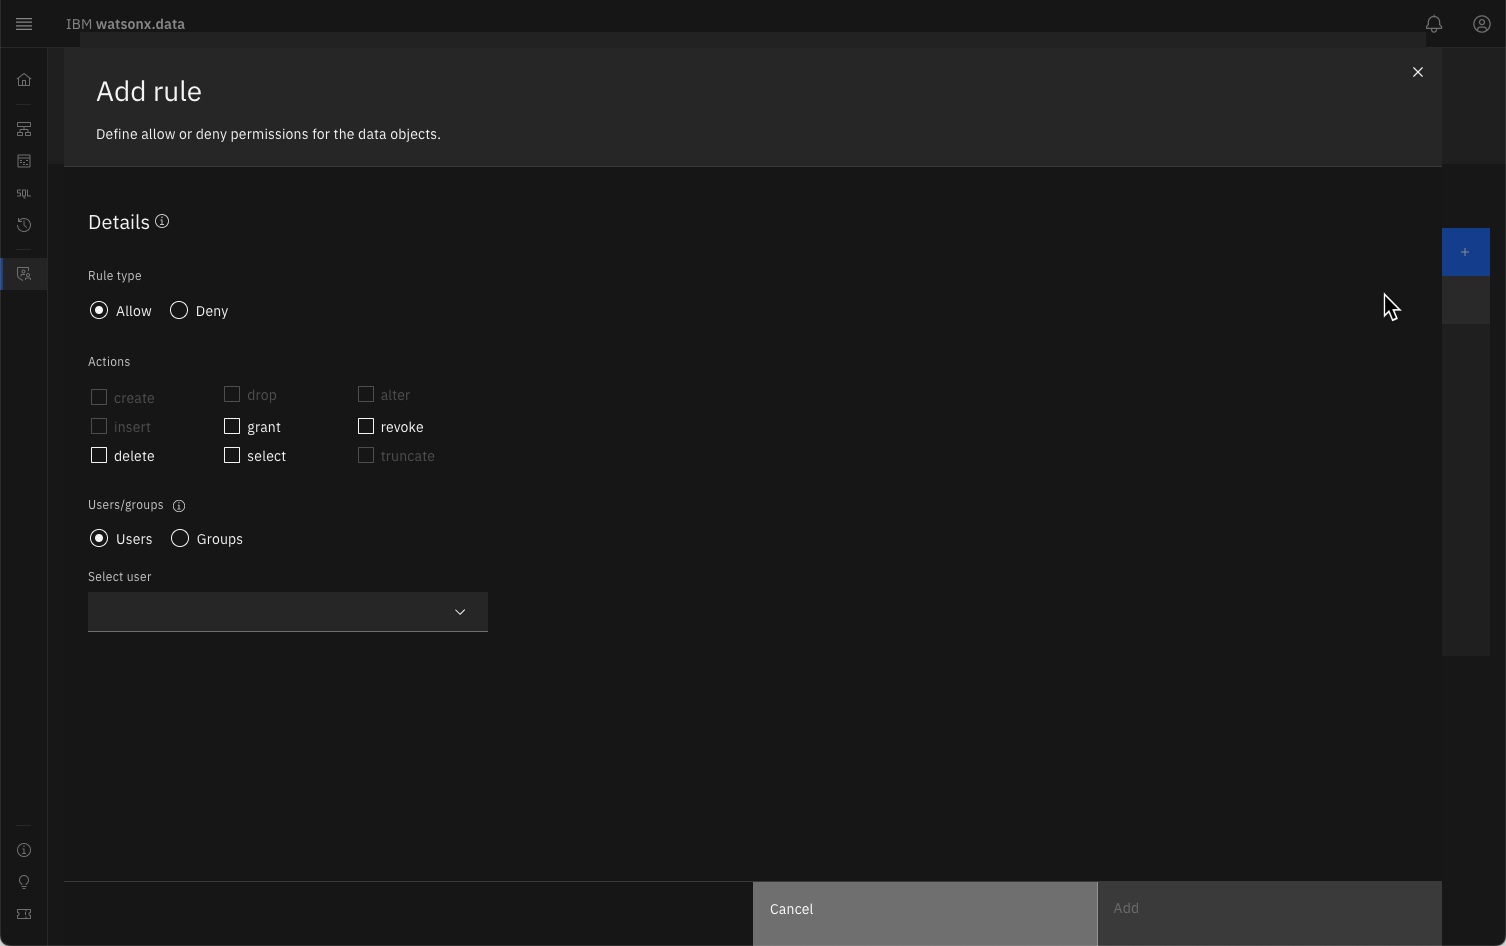 IBM watsonx.data
Add rule
Define allow or deny permissions for the data objects.
SQL
Details
Rule type
Allow Deny
Actions
create drop alter
insert grant revoke
delete select truncate
Users/groups
Users Groups
Select user
Cancel Add